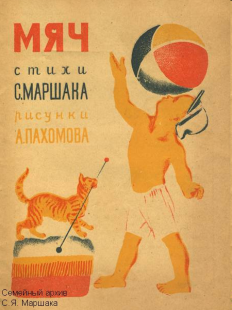 МЯЧ
СТИХИ
С.МАРШАКА
РИСУНКИ
А.ПАХОМОВА
Семейный архив
С. Я. Маршака